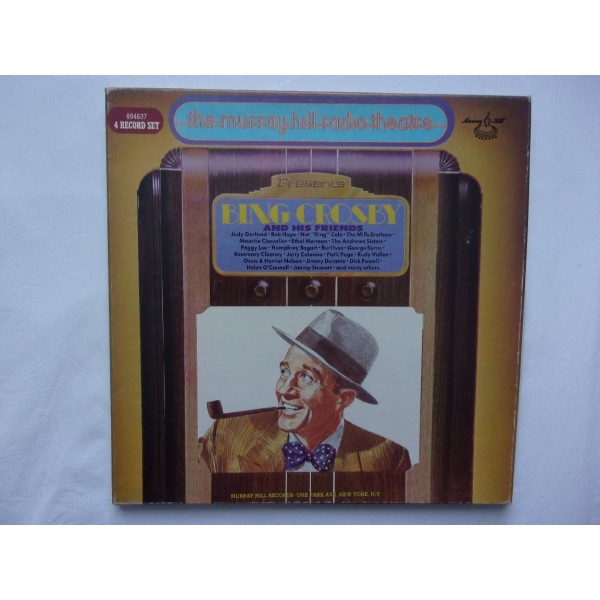 894637
4 RECORD SET
the murray hill radio theatre
Murray Hill
RECORDS
Presents
BING CROSBY
AND HIS FRIENDS
Judy Garland • Bob Hope • Nat "King" Cole • The Mills Brothers
Maurice Chevalier • Ethel Merman • The Andrews Sisters
Peggy Lee • Humphrey Bogart • Burl Ives • George Burns
Rosemary Clooney • Jerry Colonna • Patti Page • Rudy Vallee
Ozzie & Harriet Nelson • Jimmy Durante • Dick Powell
Helen O'Connell • Jimmy Stewart • and many others
MURRAY HILL RECORDS • ONE PARK AVE. NEW YORK, N.Y.